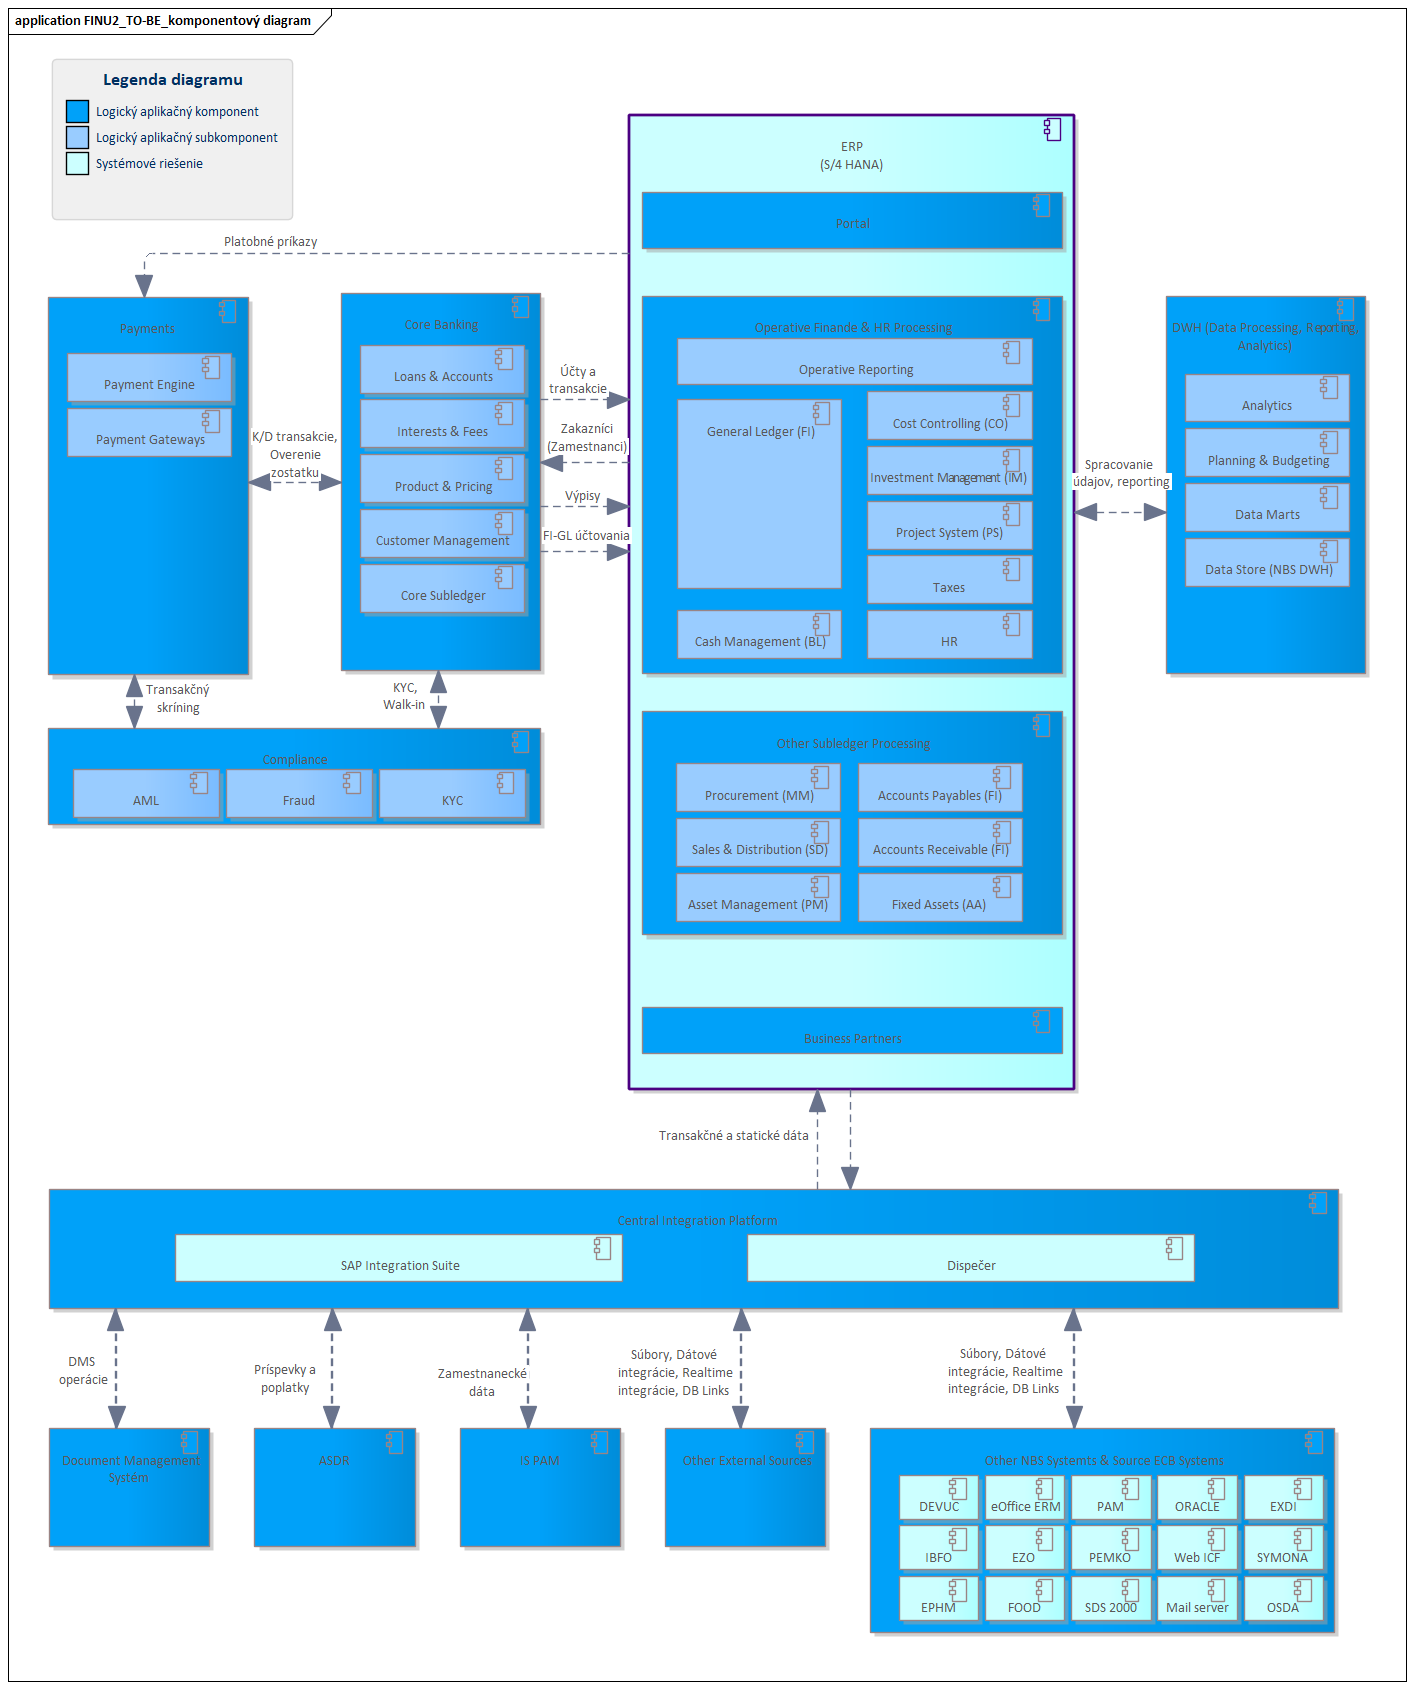 application FINU2_TO-BE_komponentový diagram
Legenda diagramu
Logický aplikačný komponent
Logický aplikačný subkomponent
Systémové riešenie
ERP
(S/4 HANA)
Portal
Platobné príkazy
Payments
Payment Engine
Payment Gateways
K/D transakcie,
Overenie
zostatku
Core Banking
Loans & Accounts
Interests & Fees
Product & Pricing
Customer Management
Core Subledger
Účty a
transakcie
Zakazníci
(Zamestnanci)
Výpisy
FI-GL účtovania
Operative Finande & HR Processing
Operative Reporting
General Ledger (FI)
Cost Controlling (CO)
Investment Management (IM)
Project System (PS)
Taxes
Cash Management (BL)
HR
Spracovanie
údajov, reporting
DWH (Data Processing, Reporting,
Analytics)
Analytics
Planning & Budgeting
Data Marts
Data Store (NBS DWH)
Transakčný
skríning
KYC,
Walk-in
Compliance
AML
Fraud
KYC
Other Subledger Processing
Procurement (MM)
Accounts Payables (FI)
Sales & Distribution (SD)
Accounts Receivable (FI)
Asset Management (PM)
Fixed Assets (AA)
Business Partners
Transakčné a statické dáta
Central Integration Platform
SAP Integration Suite
Dispečer
DMS
operácie
Príspevky a
poplatky
Zamestnanecké
dáta
Súbory, Dátové
integrácie, Realtime
integrácie, DB Links
Súbory, Dátové
integrácie, Realtime
integrácie, DB Links
Document Management
Systém
ASDR
IS PAM
Other External Sources
Other NBS Systemts & Source ECB Systems
DEVUC
eOffice ERM
PAM
ORACLE
EXDI
IBFO
EZO
PEMKO
Web ICF
SYMONA
EPHM
FOOD
SDS 2000
Mail server
OSDA